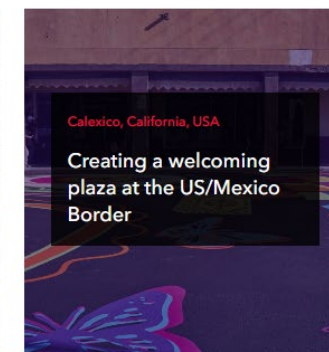 Calexico, California, USA
Creating a welcoming
plaza at the US/Mexico
Border